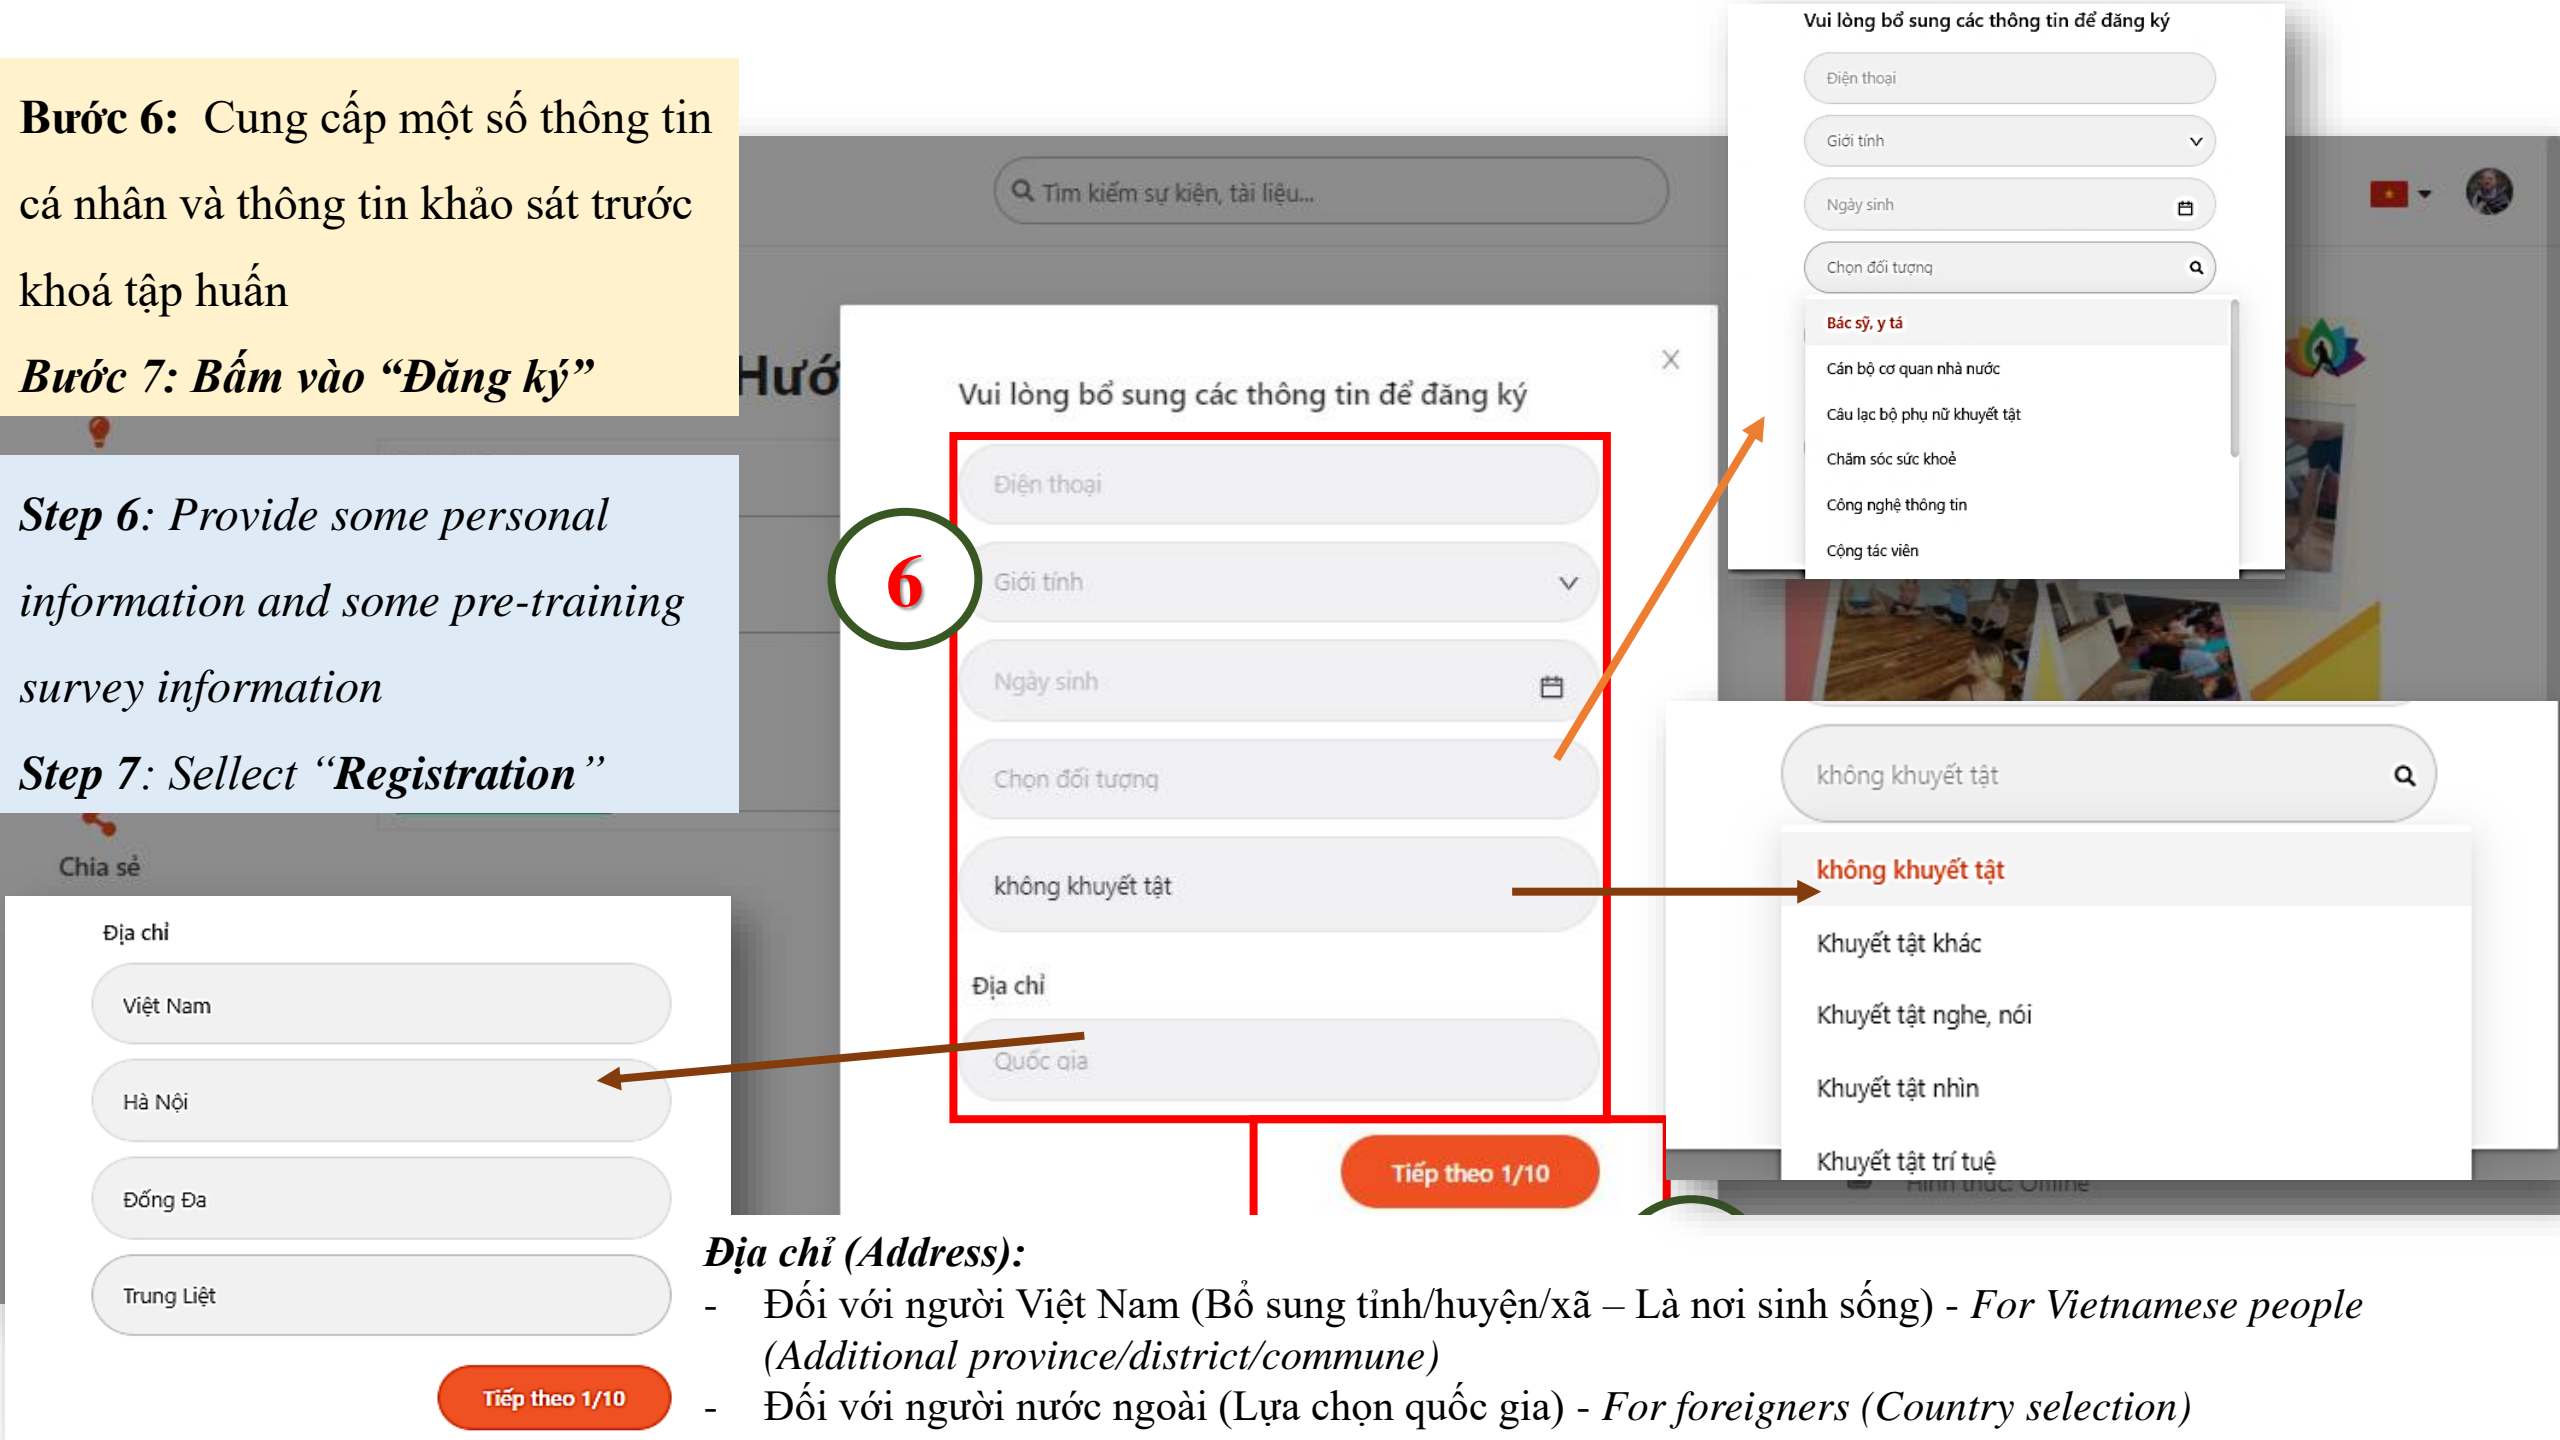 Bước 6: Cung cấp một số thông tin
cá nhân và thông tin khảo sát trước
khoá tập huấn
Bước 7: Bấm vào “Đăng ký”
Step 6: Provide some personal
information and some pre-training
survey information
Step 7: Sellect “Registration”
Chia sẻ
Tìm kiếm sự kiện, tài liệu...
Hướ
Vui lòng bổ sung các thông tin để đăng ký
Điện thoại
6
Giới tính
Ngày sinh
Chọn đối tượng
không khuyết tật
Địa chỉ
Quốc gia
Tiếp theo 1/10
Vui lòng bổ sung các thông tin để đăng ký
Điện thoại
Giới tính
Ngày sinh
Chọn đối tượng
Bác sỹ, y tá
Cán bộ cơ quan nhà nước
Câu lạc bộ phụ nữ khuyết tật
Chăm sóc sức khoẻ
Công nghệ thông tin
Cộng tác viên
không khuyết tật
không khuyết tật
Khuyết tật khác
Khuyết tật nghe, nói
Khuyết tật nhìn
Khuyết tật trí tuệ
Hình thức: Offline
Địa chỉ
Việt Nam
Hà Nội
Đống Đa
Trung Liệt
Tiếp theo 1/10
Địa chỉ (Address):
- Đối với người Việt Nam (Bổ sung tỉnh/huyện/xã – Là nơi sinh sống) - For Vietnamese people
(Additional province/district/commune)
- Đối với người nước ngoài (Lựa chọn quốc gia) - For foreigners (Country selection)